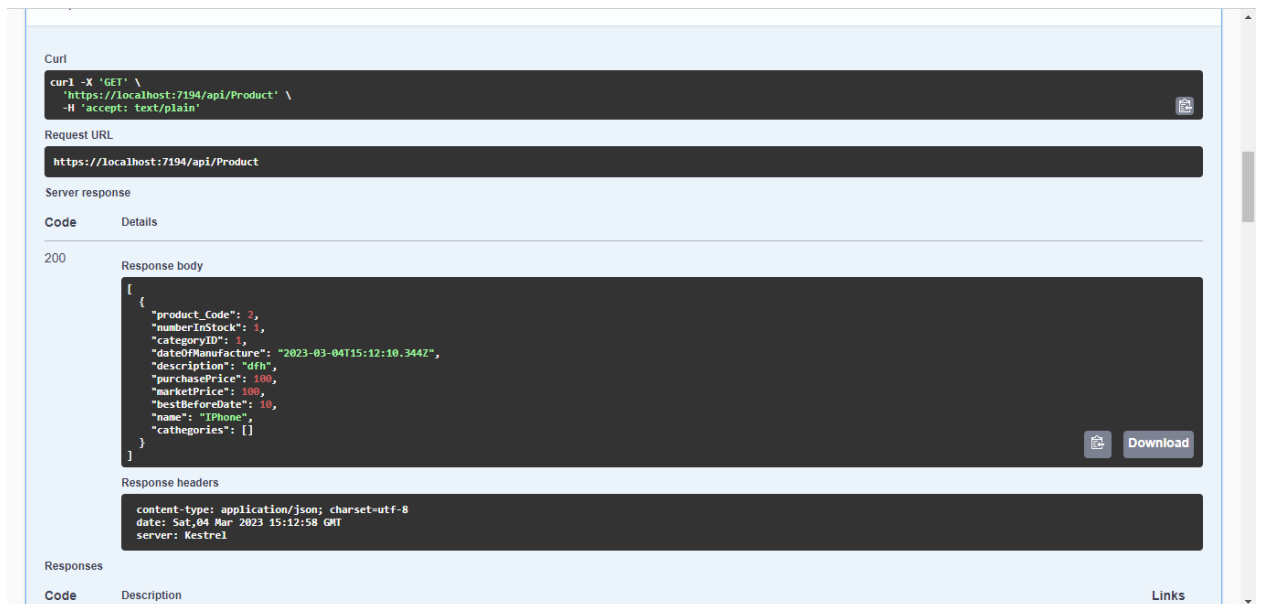 Curl
curl -X 'GET' \
'https://localhost:7194/api/Product' \
-H 'accept: text/plain'
Request URL
https://localhost:7194/api/Product
Server response
Code Details
200
Response body
[
{
"product_Code": 2,
"numberInStock": 1,
"categoryID": 1,
"dateOfManufacture": "2023-03-04T15:12:10.344Z",
"description": "dfh",
"purchasePrice": 100,
"marketPrice": 100,
"bestBeforeDate": 10,
"name": "IPhone",
"cathegories": []
}
]
Download
Response headers
content-type: application/json; charset=utf-8
date: Sat,04 Mar 2023 15:12:58 GMT
server: Kestrel
Responses
Code Description Links